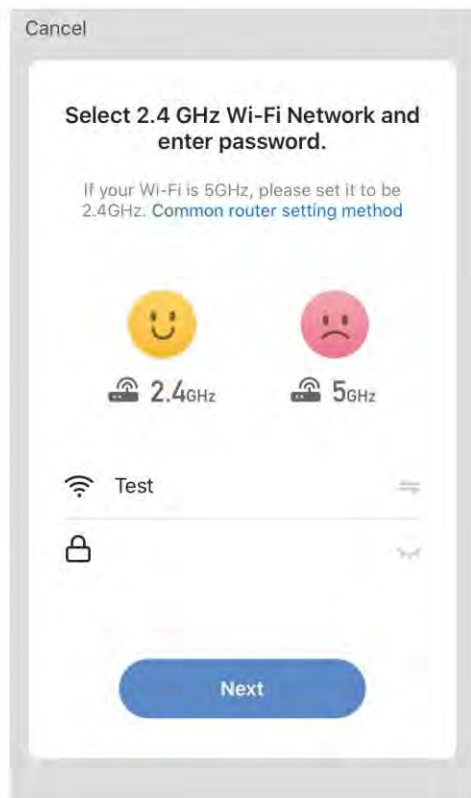 Cancel
Select 2.4 GHz Wi-Fi Network and
enter password.
If your Wi-Fi is 5GHz, please set it to be
2.4GHz. Common router setting method
2.4GHz
5GHz
Test
Next